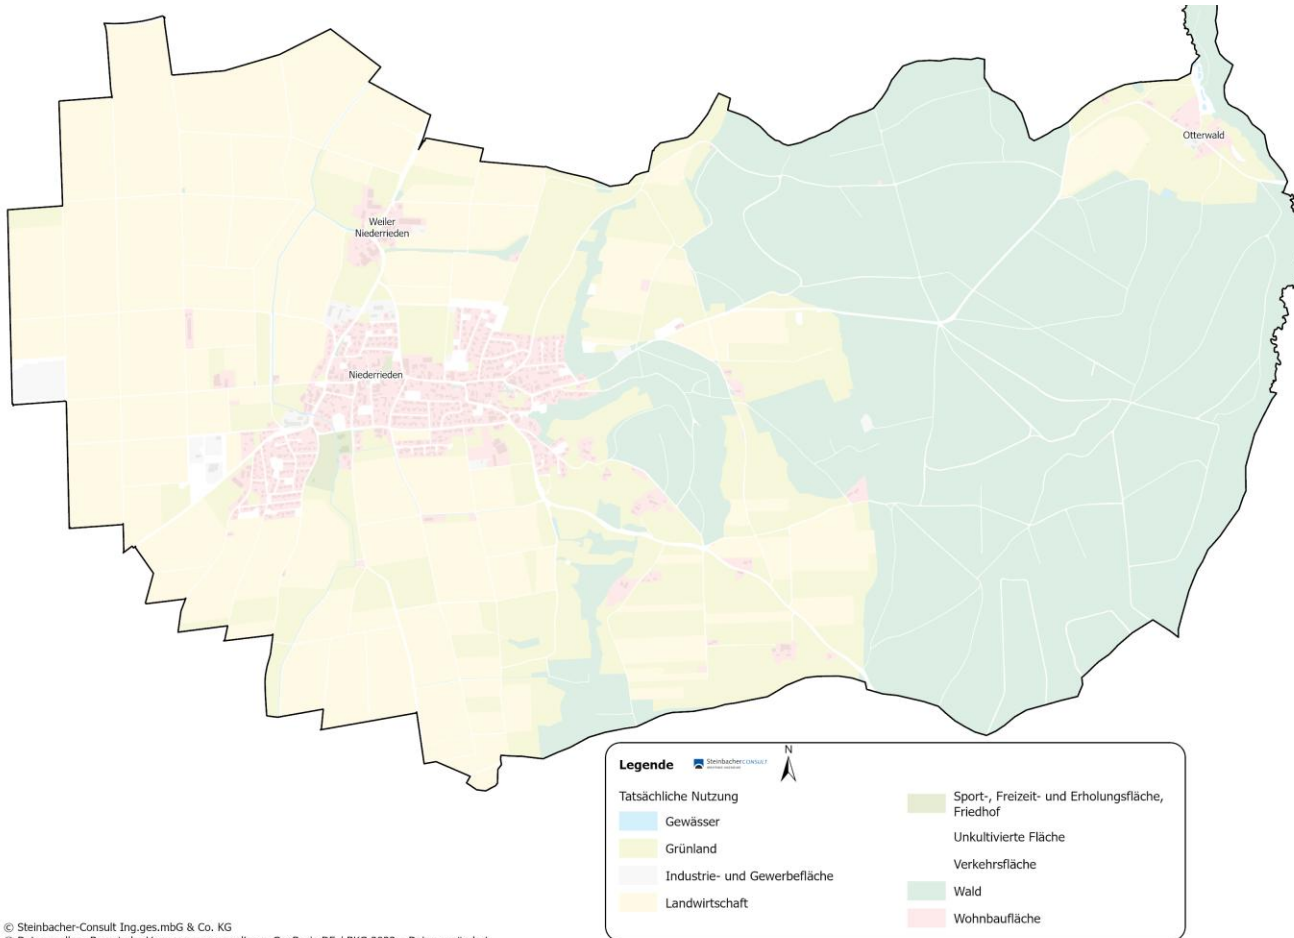 Otterwald
Weiler
Niederrieden
Niederrieden
N
Legende
SteinbacherCONSULT
Tatsächliche Nutzung
Gewässer
Grünland
Industrie- und Gewerbefläche
Landwirtschaft
Sport-, Freizeit- und Erholungsfläche,
Friedhof
Unkultivierte Fläche
Verkehrsfläche
Wald
Wohnbaufläche
© Steinbacher-Consult Ing.ges.mbG & Co. KG